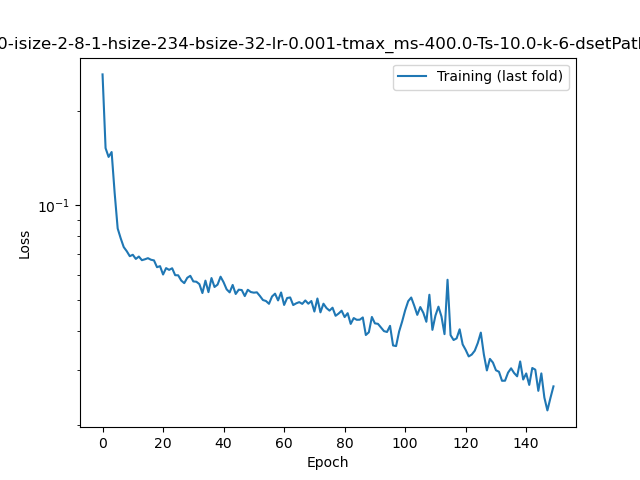 0-isize-2-8-1-hsize-234-bsize-32-lr-0.001-tmax_ms-400.0-Ts-10.0-k-6-dsetPath
Training (last fold)
10⁻¹
Loss
0 20 40 60 80 100 120 140
Epoch